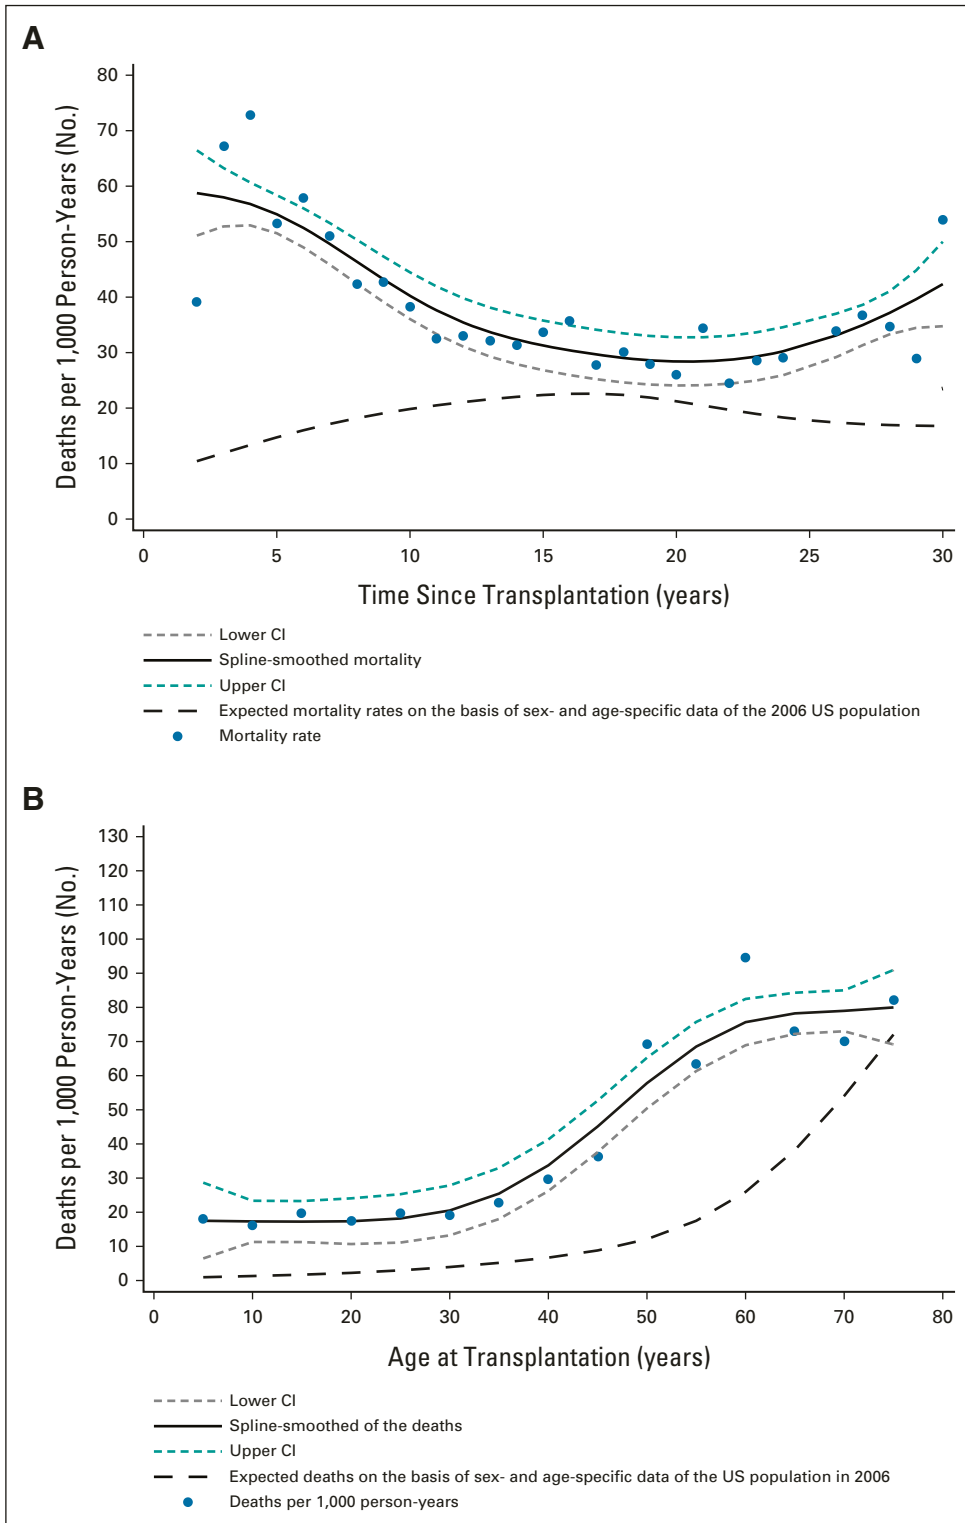 A
Deaths per 1,000 Person-Years (No.)
80
70
60
50
40
30
20
10
0
0 5 10 15 20 25 30
Time Since Transplantation (years)
Lower CI
Spline-smoothed mortality
Upper CI
Expected mortality rates on the basis of sex- and age-specific data of the 2006 US population
Mortality rate
B
Deaths per 1,000 Person-Years (No.)
130
120
110
100
90
80
70
60
50
40
30
20
10
0
0 10 20 30 40 50 60 70 80
Age at Transplantation (years)
Lower CI
Spline-smoothed of the deaths
Upper CI
Expected deaths on the basis of sex- and age-specific data of the US population in 2006
Deaths per 1,000 person-years